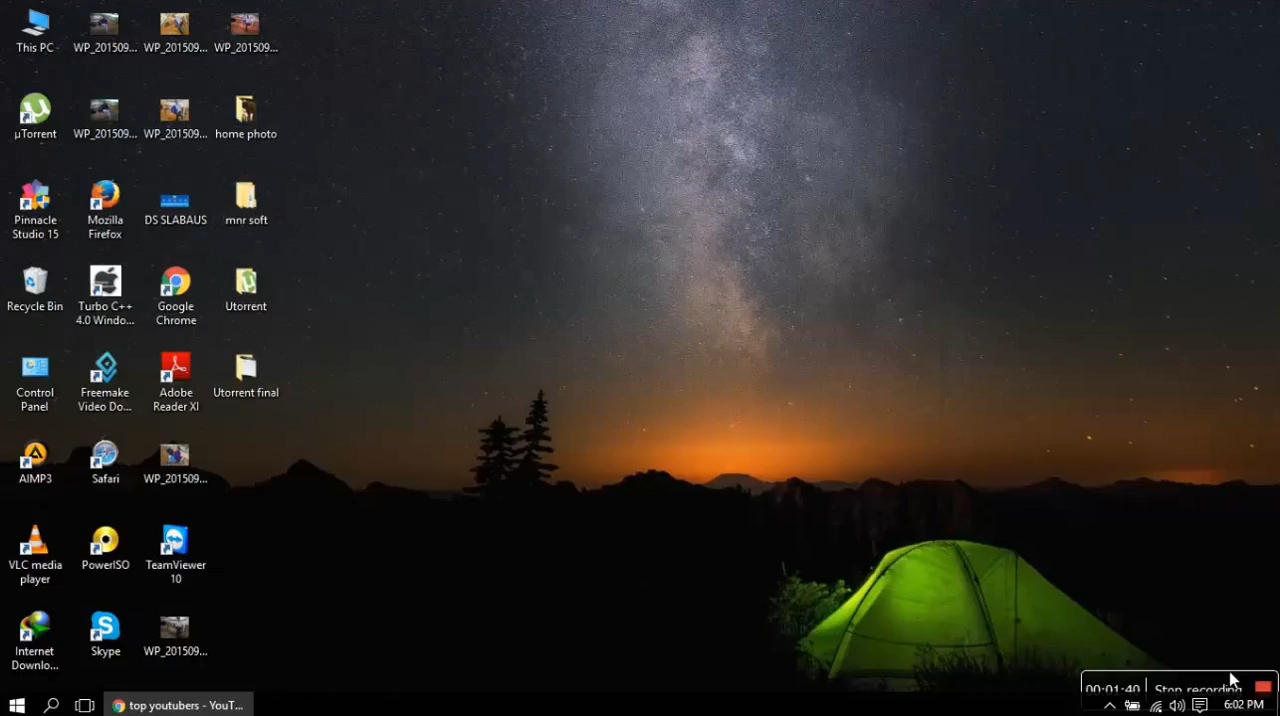 This PC
WP_201509...
WP_201509...
WP_201509...
µTorrent
WP_201509...
WP_201509...
home photo
Pinnacle
Studio 15
Mozilla
Firefox
DS SLABAUS
mnr soft
Recycle Bin
Turbo C++
4.0 Windo...
Google
Chrome
Utorrent
Control
Panel
Freemake
Video Do...
Adobe
Reader XI
Utorrent final
AIMP3
Safari
WP_201509...
VLC media
player
PowerISO
TeamViewer
10
Internet
Downlo...
Skype
WP_201509...
00:01:40
Stop recording
top youtubers - YouT...
6:02 PM